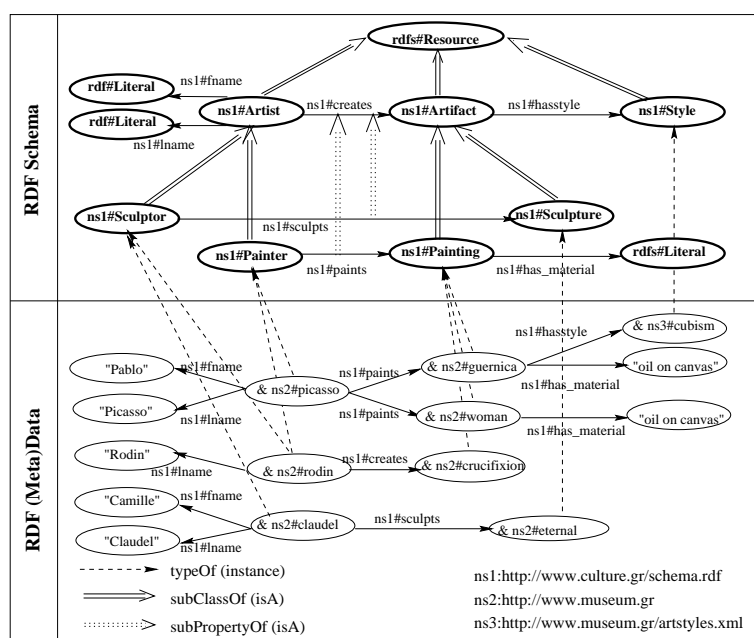 RDF Schema
rdfs#Resource
ns1#fname
rdf#Literal
ns1#Artist
ns1#creates
ns1#Artifact
ns1#hasstyle
ns1#Style
rdf#Literal
ns1#lname
ns1#Sculptor
ns1#sculpts
ns1#Sculpture
ns1#Painter
ns1#paints
ns1#Painting
ns1#has_material
rdfs#Literal
RDF (Meta)Data
ns1#hasstyle
& ns3#cubism
"Pablo"
ns1#fname
ns1#paints
& ns2#guernica
"oil on canvas"
& ns2#picasso
ns1#has_material
"Picasso"
ns1#lname
ns1#paints
& ns2#woman
"oil on canvas"
ns1#has_material
"Rodin"
ns1#lname
& ns2#rodin
ns1#creates
& ns2#crucifixion
"Camille"
ns1#fname
& ns2#claudel
ns1#sculpts
& ns2#eternal
"Claudel"
ns1#lname
typeOf (instance)
subClassOf (isA)
subPropertyOf (isA)
ns1:http://www.culture.gr/schema.rdf
ns2:http://www.museum.gr
ns3:http://www.museum.gr/artstyles.xml